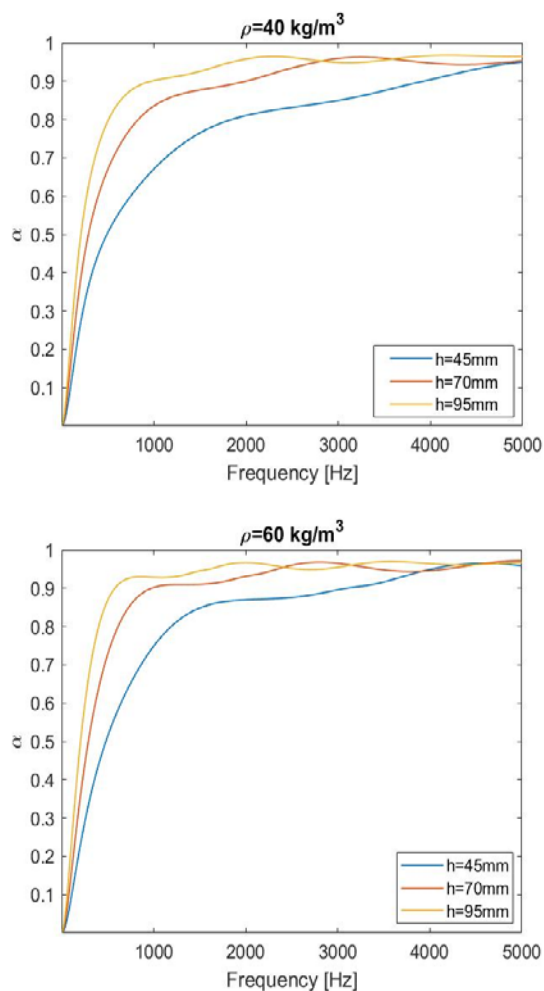 ρ=40 kg/m³
α
1
0.9
0.8
0.7
0.6
0.5
0.4
0.3
0.2
0.1
1000 2000 3000 4000 5000
Frequency [Hz]
h=45mm
h=70mm
h=95mm
ρ=60 kg/m³
α
1
0.9
0.8
0.7
0.6
0.5
0.4
0.3
0.2
0.1
1000 2000 3000 4000 5000
Frequency [Hz]
h=45mm
h=70mm
h=95mm